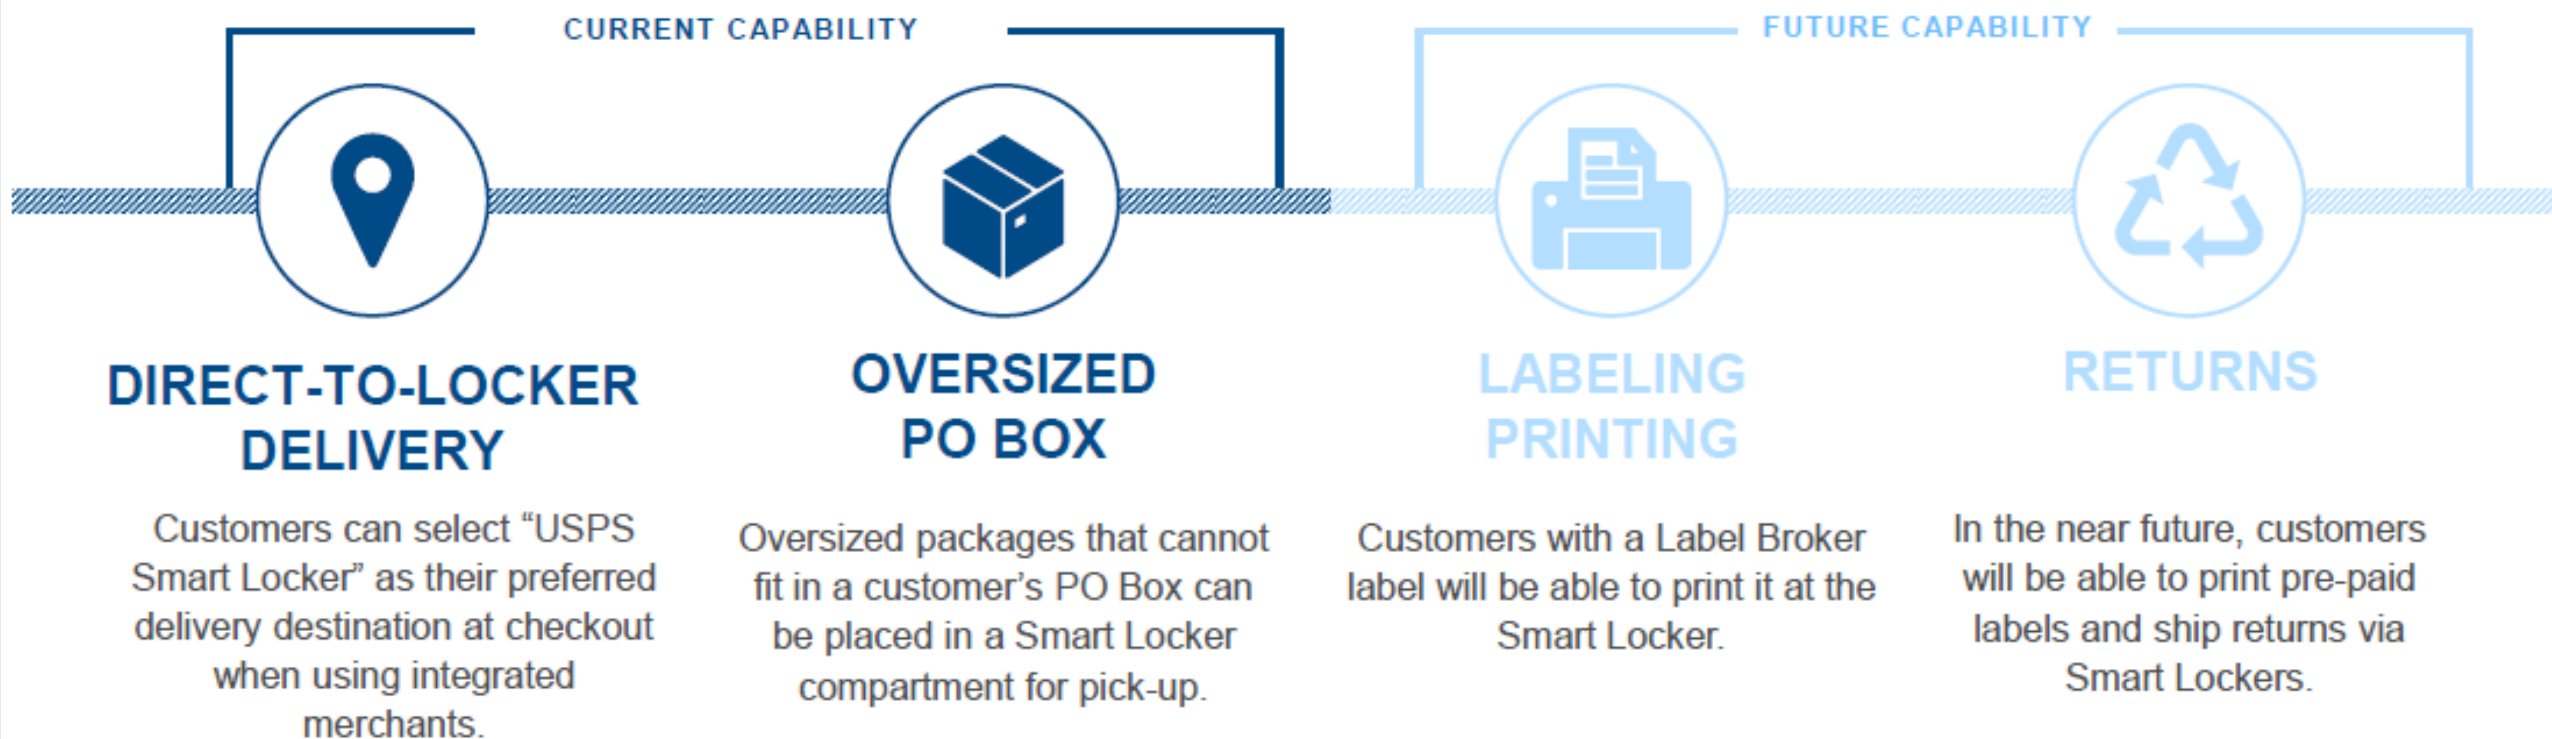 CURRENT CAPABILITY
FUTURE CAPABILITY
DIRECT-TO-LOCKER
DELIVERY
Customers can select “USPS
Smart Locker” as their preferred
delivery destination at checkout
when using integrated
merchants.
OVERSIZED
PO BOX
Oversized packages that cannot
fit in a customer’s PO Box can
be placed in a Smart Locker
compartment for pick-up.
LABELING
PRINTING
Customers with a Label Broker
label will be able to print it at the
Smart Locker.
RETURNS
In the near future, customers
will be able to print pre-paid
labels and ship returns via
Smart Lockers.